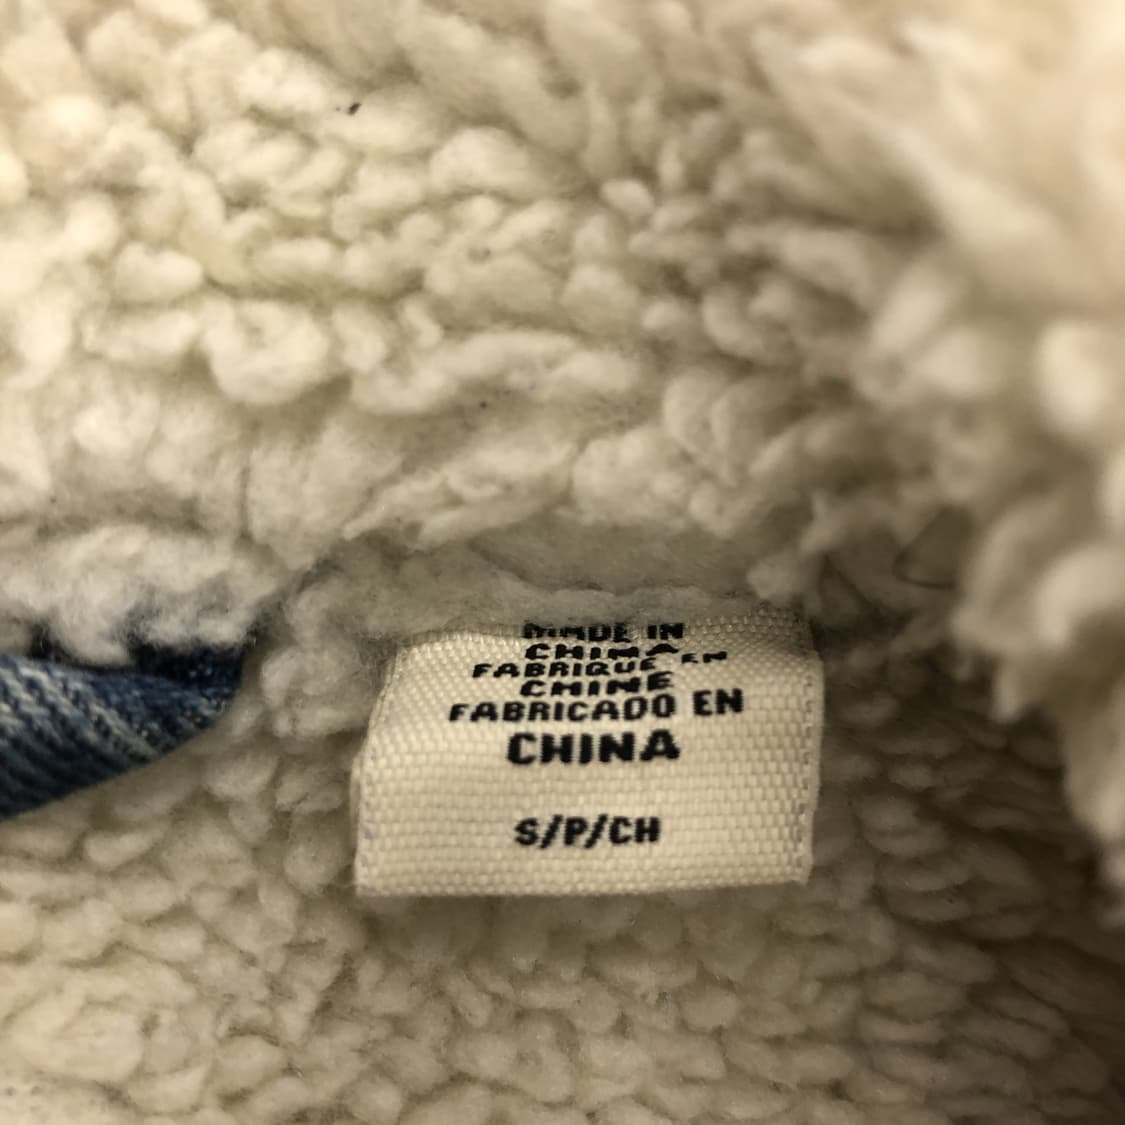 MADE IN
CHINA
FABRIQUE EN
CHINE
FABRICADO EN
CHINA
S/P/CH